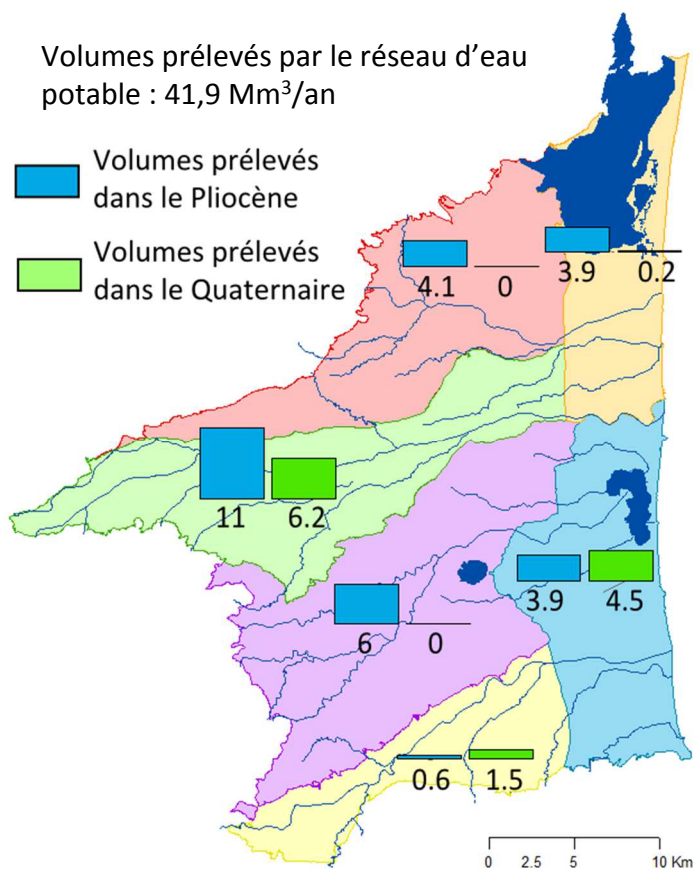 Volumes prélevés par le réseau d'eau
potable : 41,9 Mm³/an
Volumes prélevés
dans le Pliocène
Volumes prélevés
dans le Quaternaire
4.1 0
3.9 0.2
11 6.2
3.9 4.5
6 0
0.6 1.5
0 2.5 5 10 Km